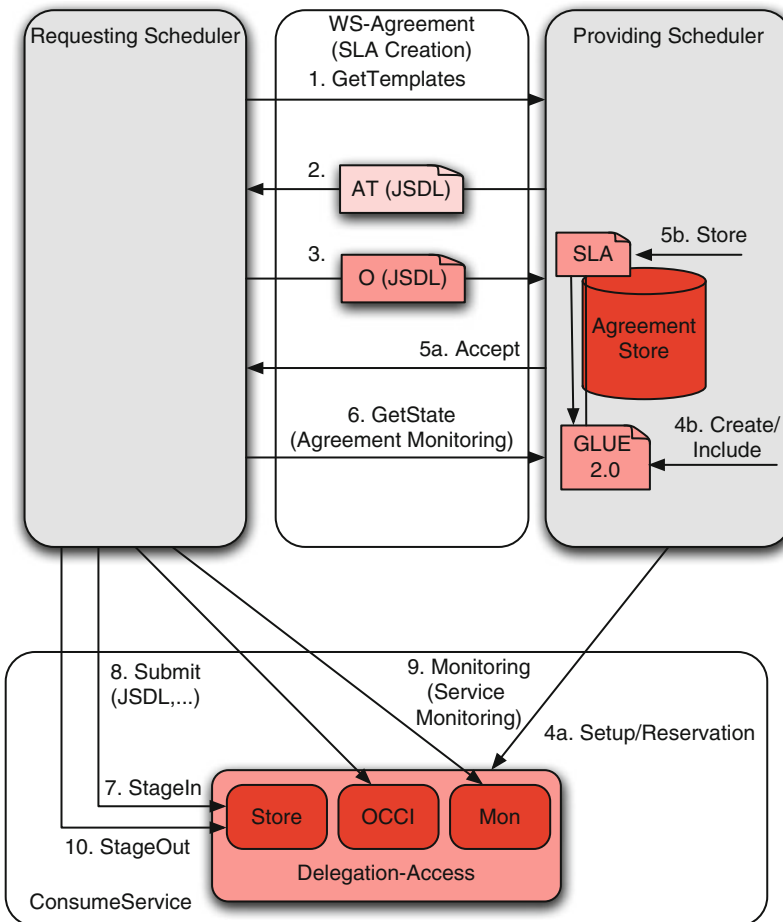 Requesting Scheduler
WS-Agreement
(SLA Creation)
Providing Scheduler
1. GetTemplates
2.
AT (JSDL)
3.
O (JSDL)
SLA
5b. Store
Agreement
Store
5a. Accept
6. GetState
(Agreement Monitoring)
GLUE
2.0
4b. Create/
Include
8. Submit
(JSDL,...)
9. Monitoring
(Service
Monitoring)
4a. Setup/Reservation
7. StageIn
Store
OCCI
Mon
10. StageOut
Delegation-Access
ConsumeService